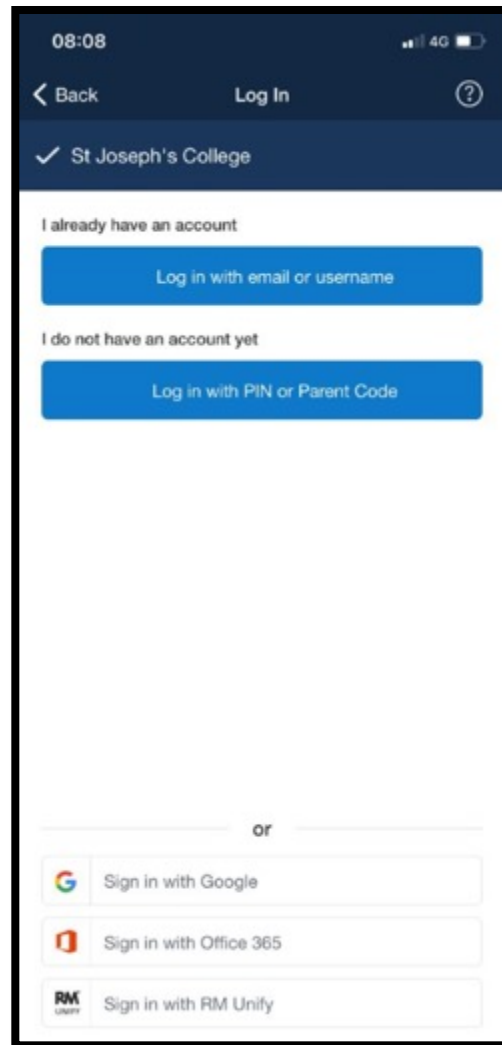 08:08 4G
Back Log In ?
St Joseph's College
I already have an account
Log in with email or username
I do not have an account yet
Log in with PIN or Parent Code
or
G Sign in with Google
Sign in with Office 365
RM Sign in with RM Unify
UNIFY